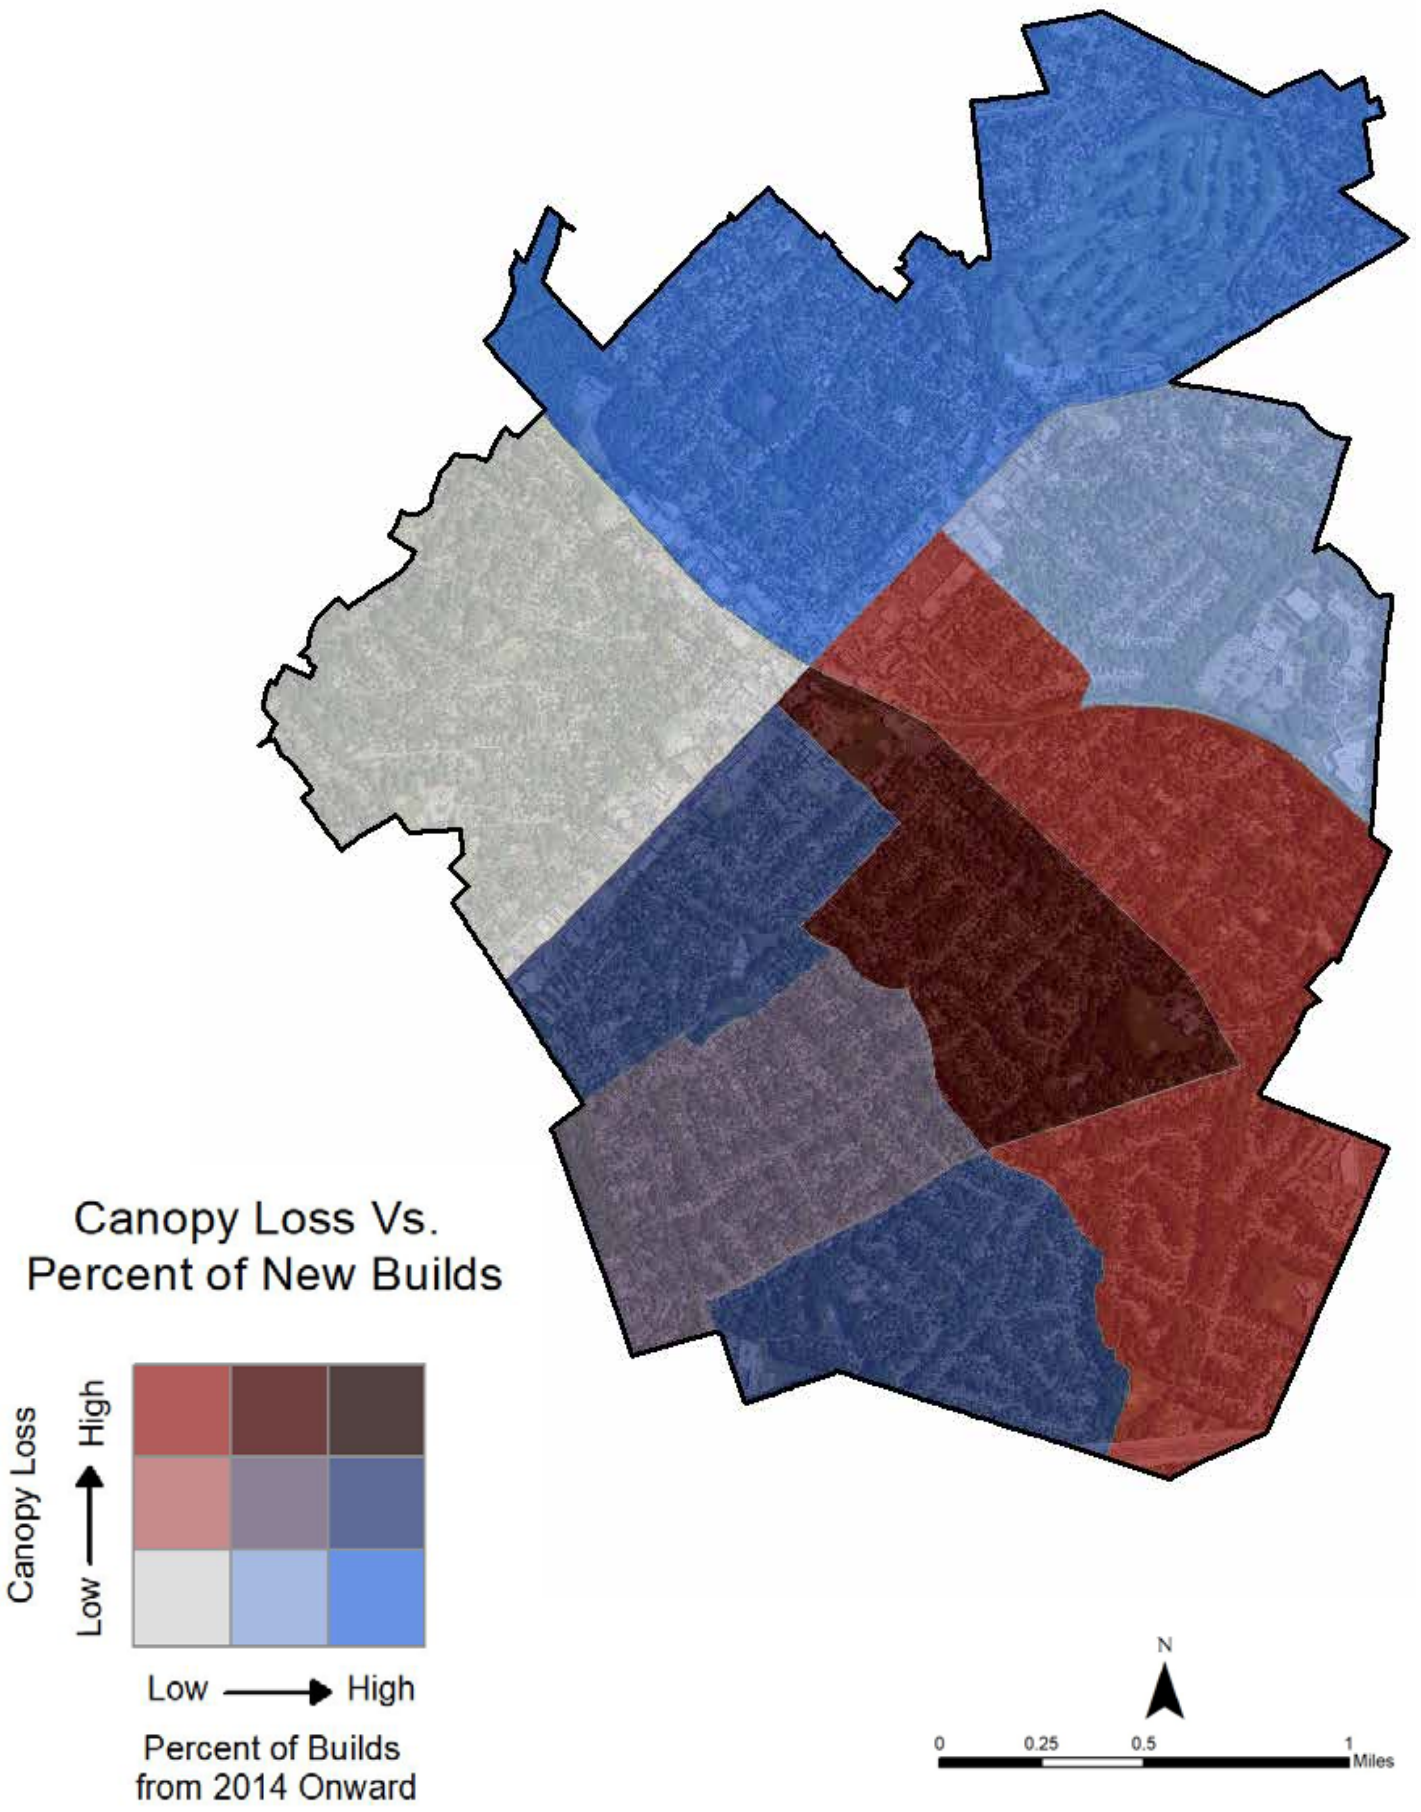 Canopy Loss Vs.
Percent of New Builds
Canopy Loss
High
Low
Low
High
Percent of Builds
from 2014 Onward
N
0
0.25
0.5
1
Miles